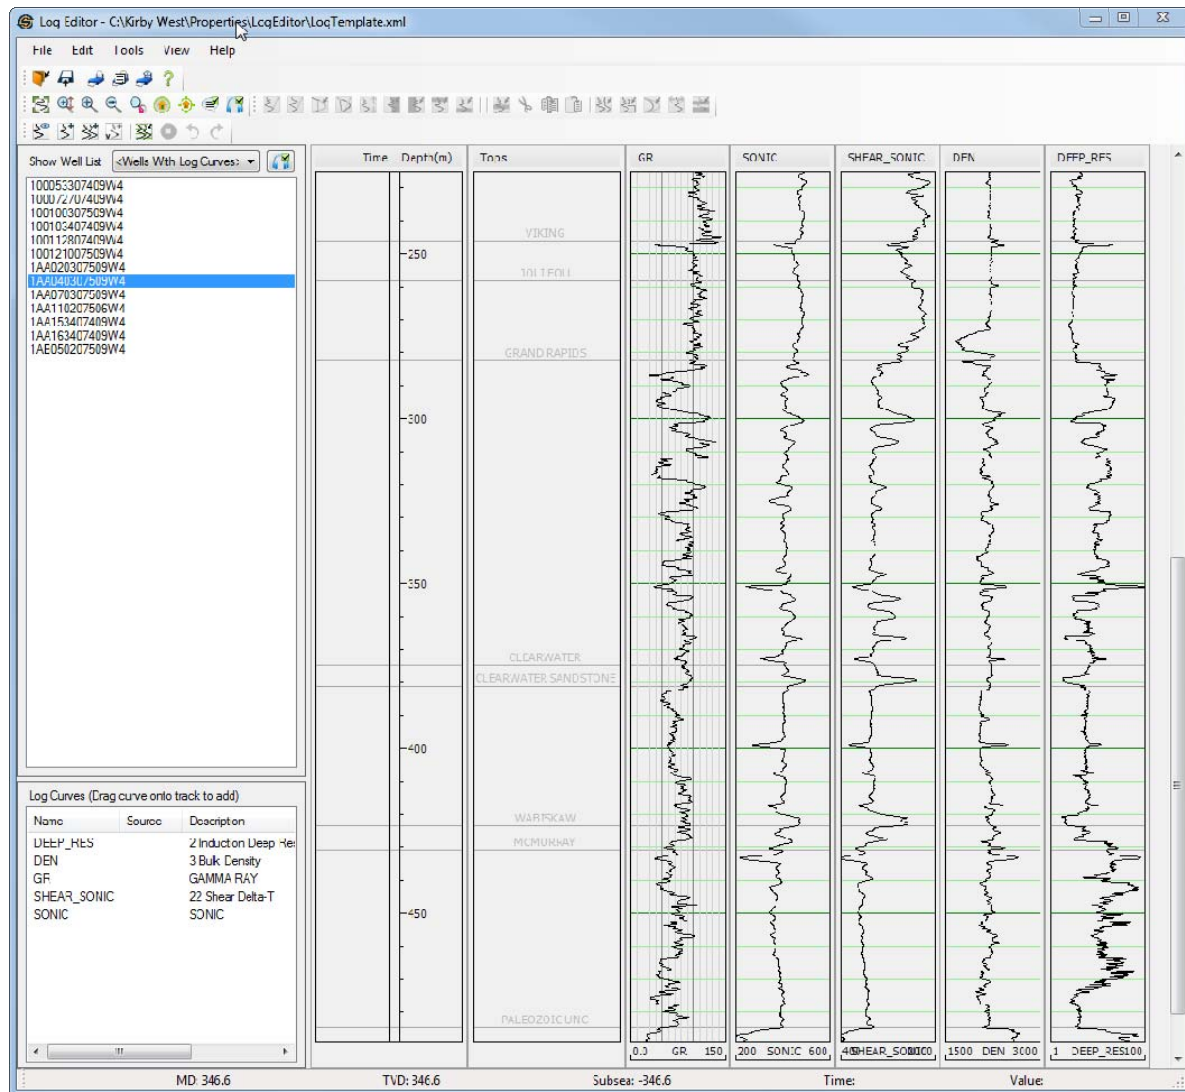 Log Editor - C:\Kirby West\Properties\LogEditor\LogTemplate.xml
File Edit Tools View Help
Show Well List <Wells With Log Curves>
100053307409W4
100072707409W4
100100307509W4
100103407409W4
100112807409W4
100121007509W4
1AA020307509W4
1AA040307509W4
1AA070307509W4
1AA110207506W4
1AA153407409W4
1AA163407409W4
1AE050207509W4
Log Curves (Drag curve onto track to add)
Name Source Description
DEEP_RES 2 Induction Deep Res
DEN 3 Bulk Density
GR GAMMA RAY
SHEAR_SONIC 22 Shear Delta-T
SONIC SONIC
Time Depth(m) Tops GR SONIC SHEAR_SONIC DEN DEEP_RES
VIKING
250
JOLI FOU
GRAND RAPIDS
300
350
CLEARWATER
CLEARWATER SANDSTONE
400
WABISKAW
MCMURRAY
450
PALEOZOIC UNC
0.0 GR 150 200 SONIC 600 SHEAR_SONIC 1500 DEN 3000 1 DEEP_RES 100
MD: 346.6 TVD: 346.6 Subsea: -346.6 Time: Value: